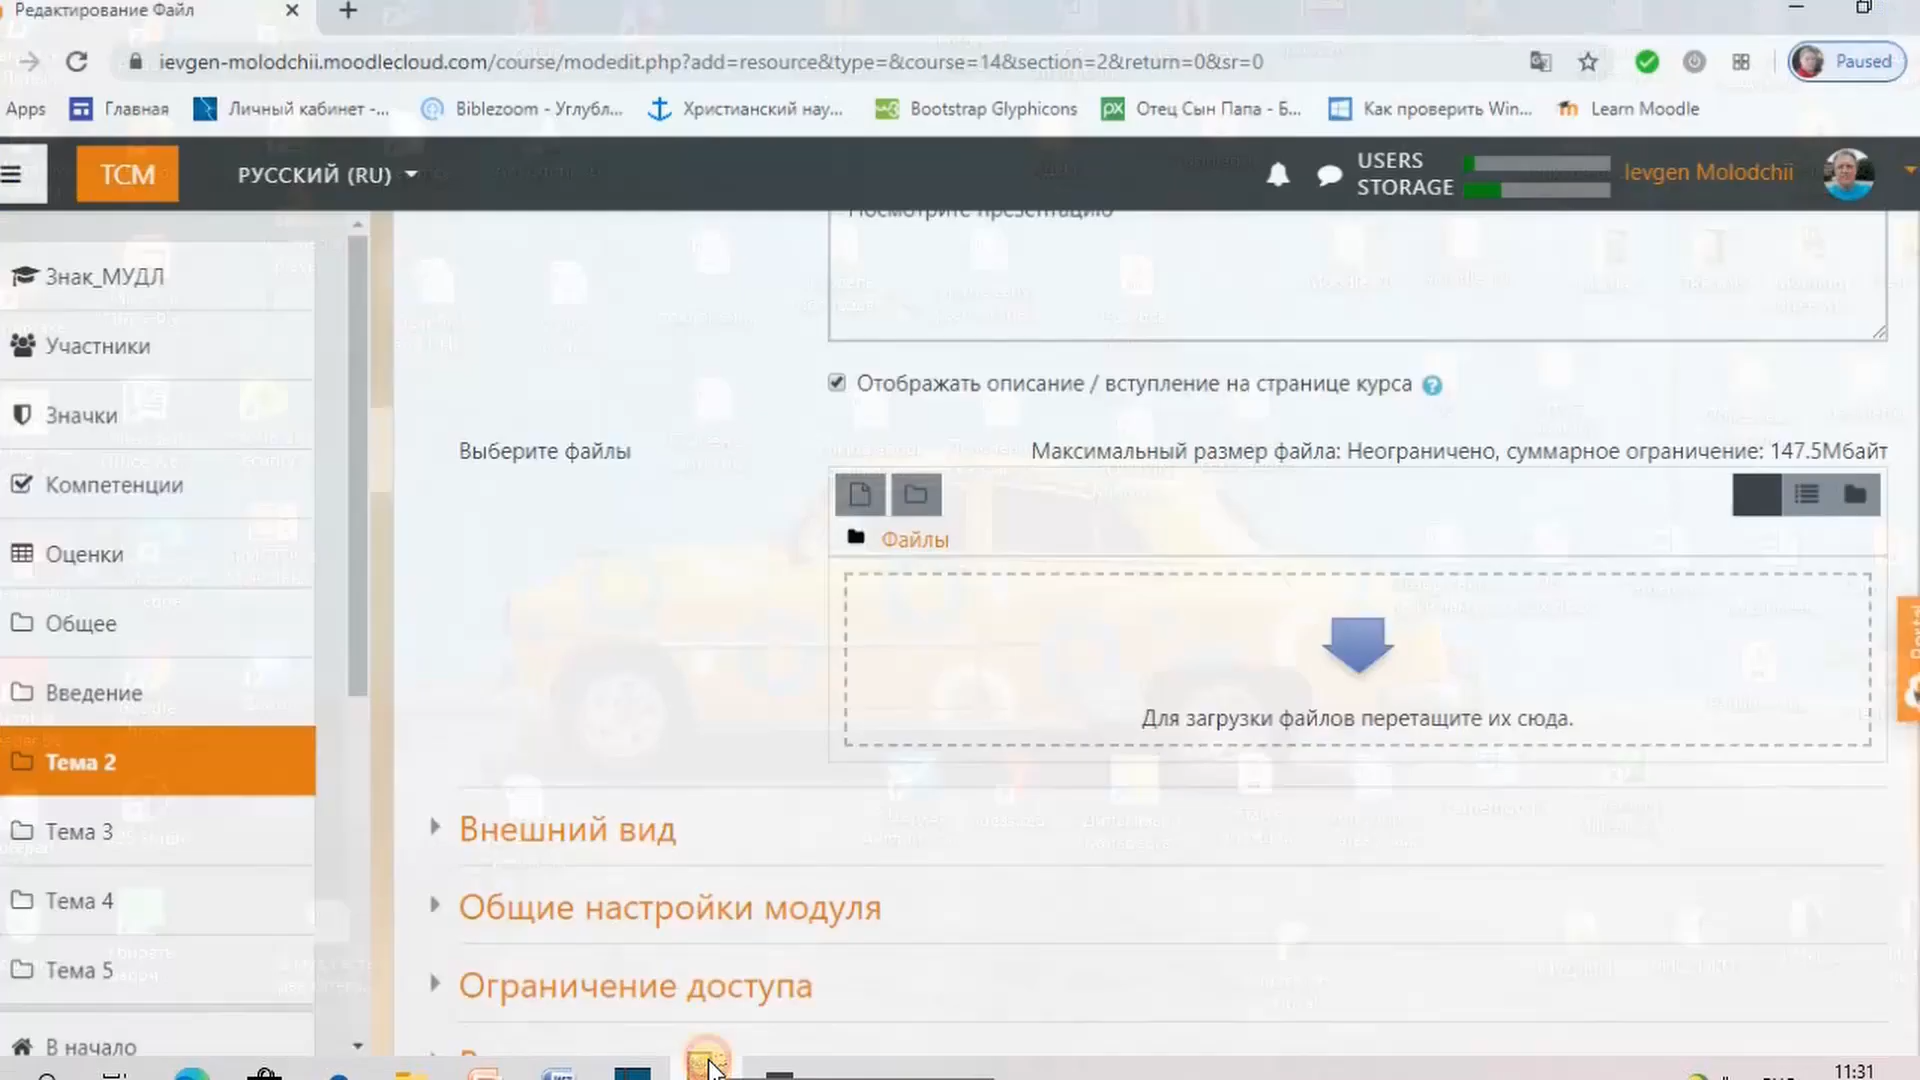 Редактирование Файл
ievgen-molodchii.moodlecloud.com/course/modedit.php?add=resource&type=&course=14&section=2&return=0&sr=0
Paused
Apps Главная Личный кабинет -... Biblezoom - Углубл... Христианский нау... Bootstrap Glyphicons Отец Сын Папа - Б... Как проверить Win... Learn Moodle
TCM РУССКИЙ (RU) USERS STORAGE Ievgen Molodchii
Посмотрите презентацию
Знак_МУДЛ
Участники
Отображать описание / вступление на странице курса
Значки
Выберите файлы Максимальный размер файла: Неограничено, суммарное ограничение: 147.5Мбайт
Компетенции
Файлы
Оценки
Общее
Введение
Для загрузки файлов перетащите их сюда.
Тема 2
Тема 3
Внешний вид
Тема 4
Общие настройки модуля
Тема 5
Ограничение доступа
В начало
11:31